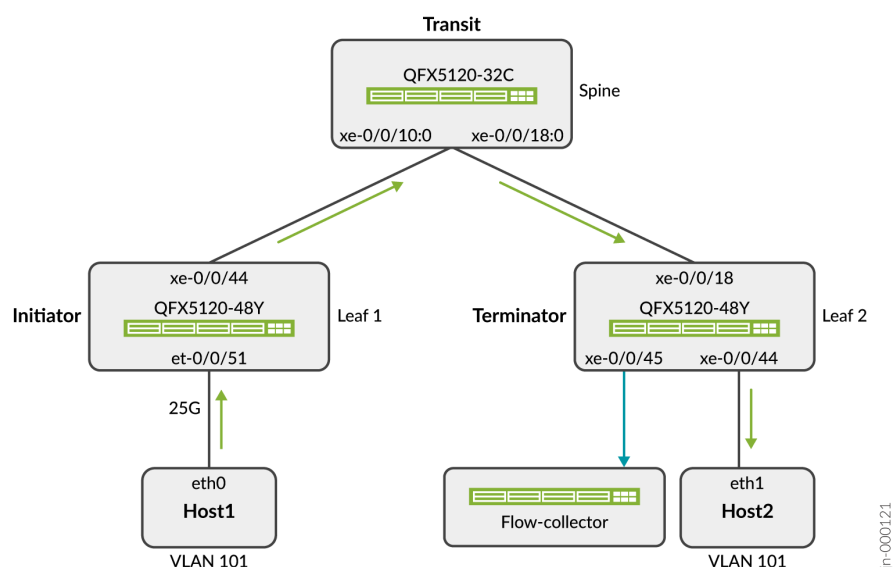 Transit
QFX5120-32C
Spine
xe-0/0/10:0 xe-0/0/18:0
xe-0/0/44
Initiator
QFX5120-48Y
Leaf 1
et-0/0/51
xe-0/0/18
Terminator
QFX5120-48Y
Leaf 2
xe-0/0/45 xe-0/0/44
25G
eth0
Host1
VLAN 101
Flow-collector
eth1
Host2
VLAN 101
n-000121